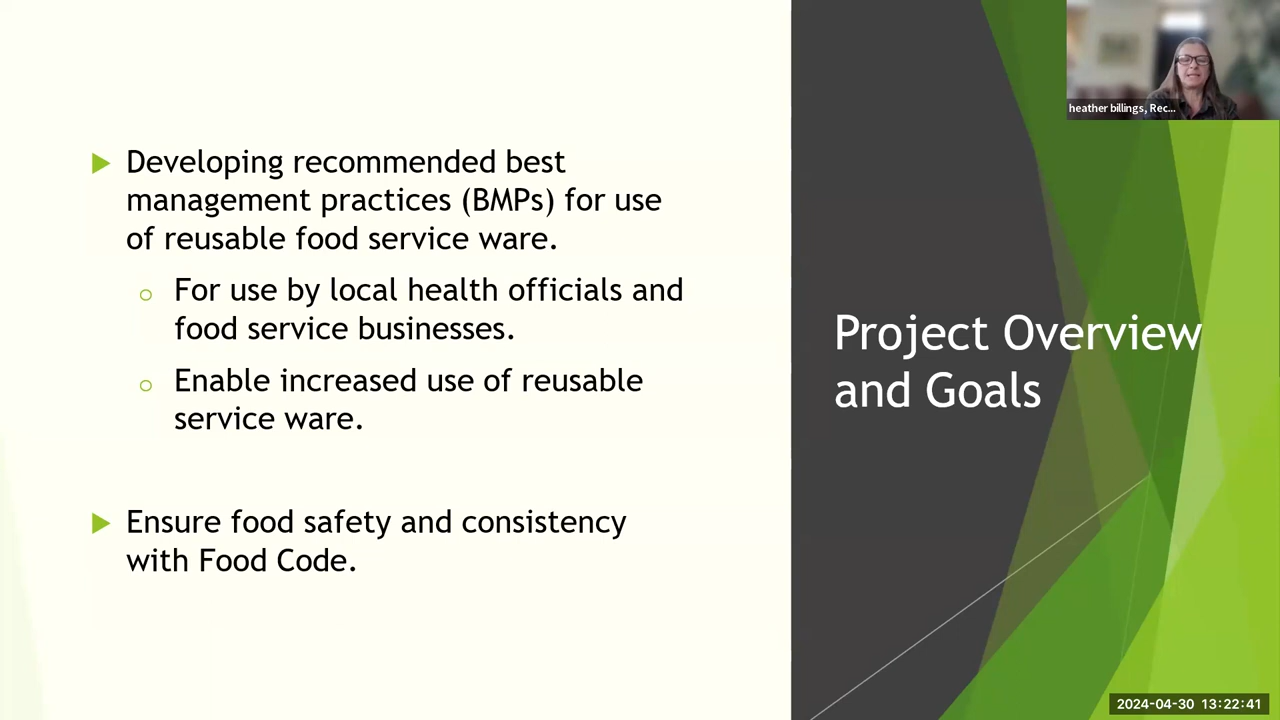 Developing recommended best
management practices (BMPs) for use
of reusable food service ware.
For use by local health officials and
food service businesses.
Enable increased use of reusable
service ware.
Ensure food safety and consistency
with Food Code.
Project Overview
and Goals
heather billings, Rec...
2024-04-30 13:22:41